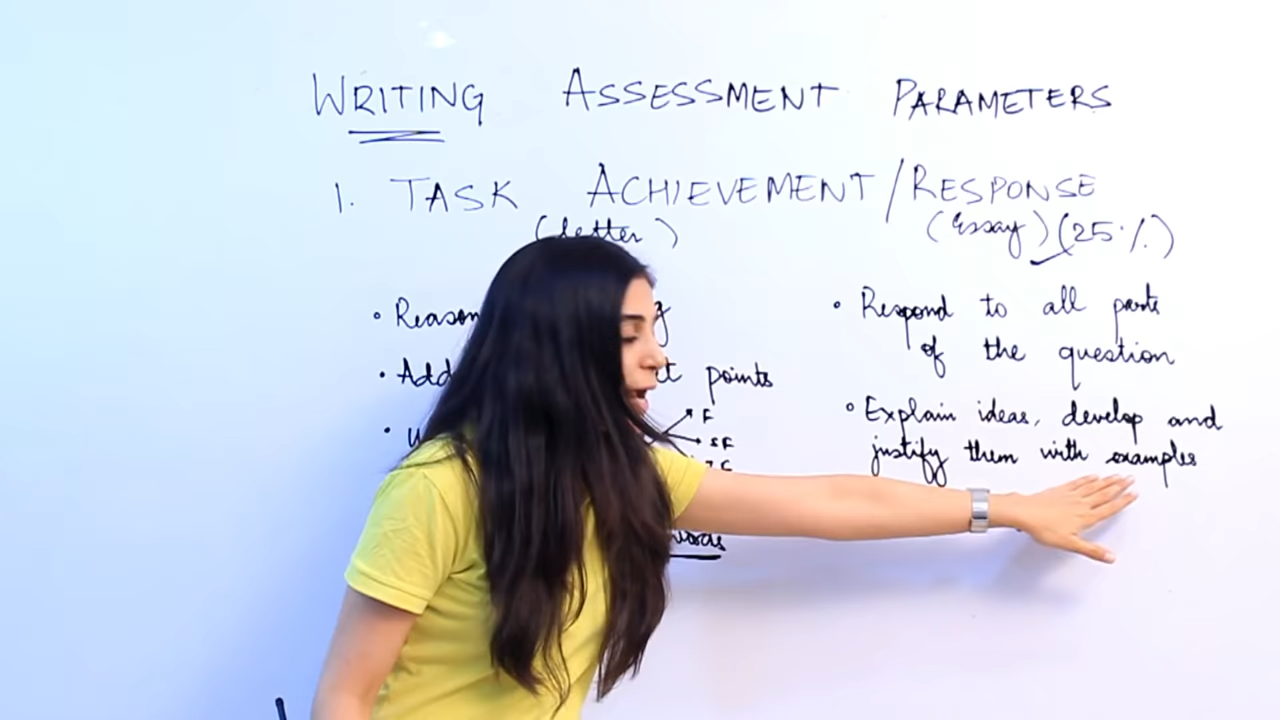 WRITING ASSESSMENT PARAMETERS
1. TASK ACHIEVEMENT/RESPONSE
(letter) (Essay) (25%)
• Respond to all parts
of the question
points
• Explain ideas, develop and
justify them with examples
F
SF